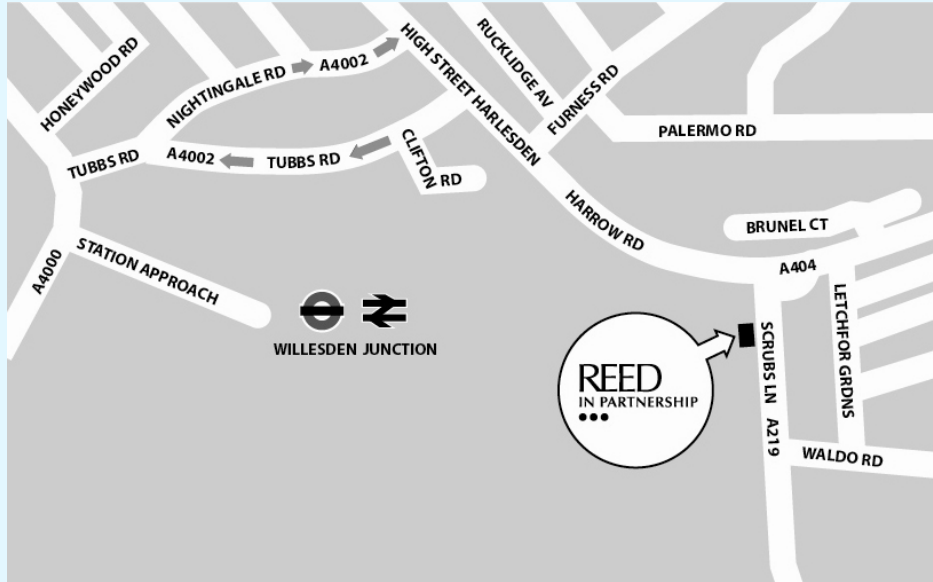 HONEYWOOD RD
NIGHTINGALE RD
A4002
HIGH STREET HARLESDEN
RUCKLIDGE AV
FURNESS RD
PALERMO RD
TUBBS RD
A4002
TUBBS RD
CLIFTON
RD
HARROW RD
BRUNEL CT
A404
A4000
STATION APPROACH
WILLESDEN JUNCTION
REED
IN PARTNERSHIP
SCRUBS LN
A219
LETCHFOR GRDNS
WALDO RD